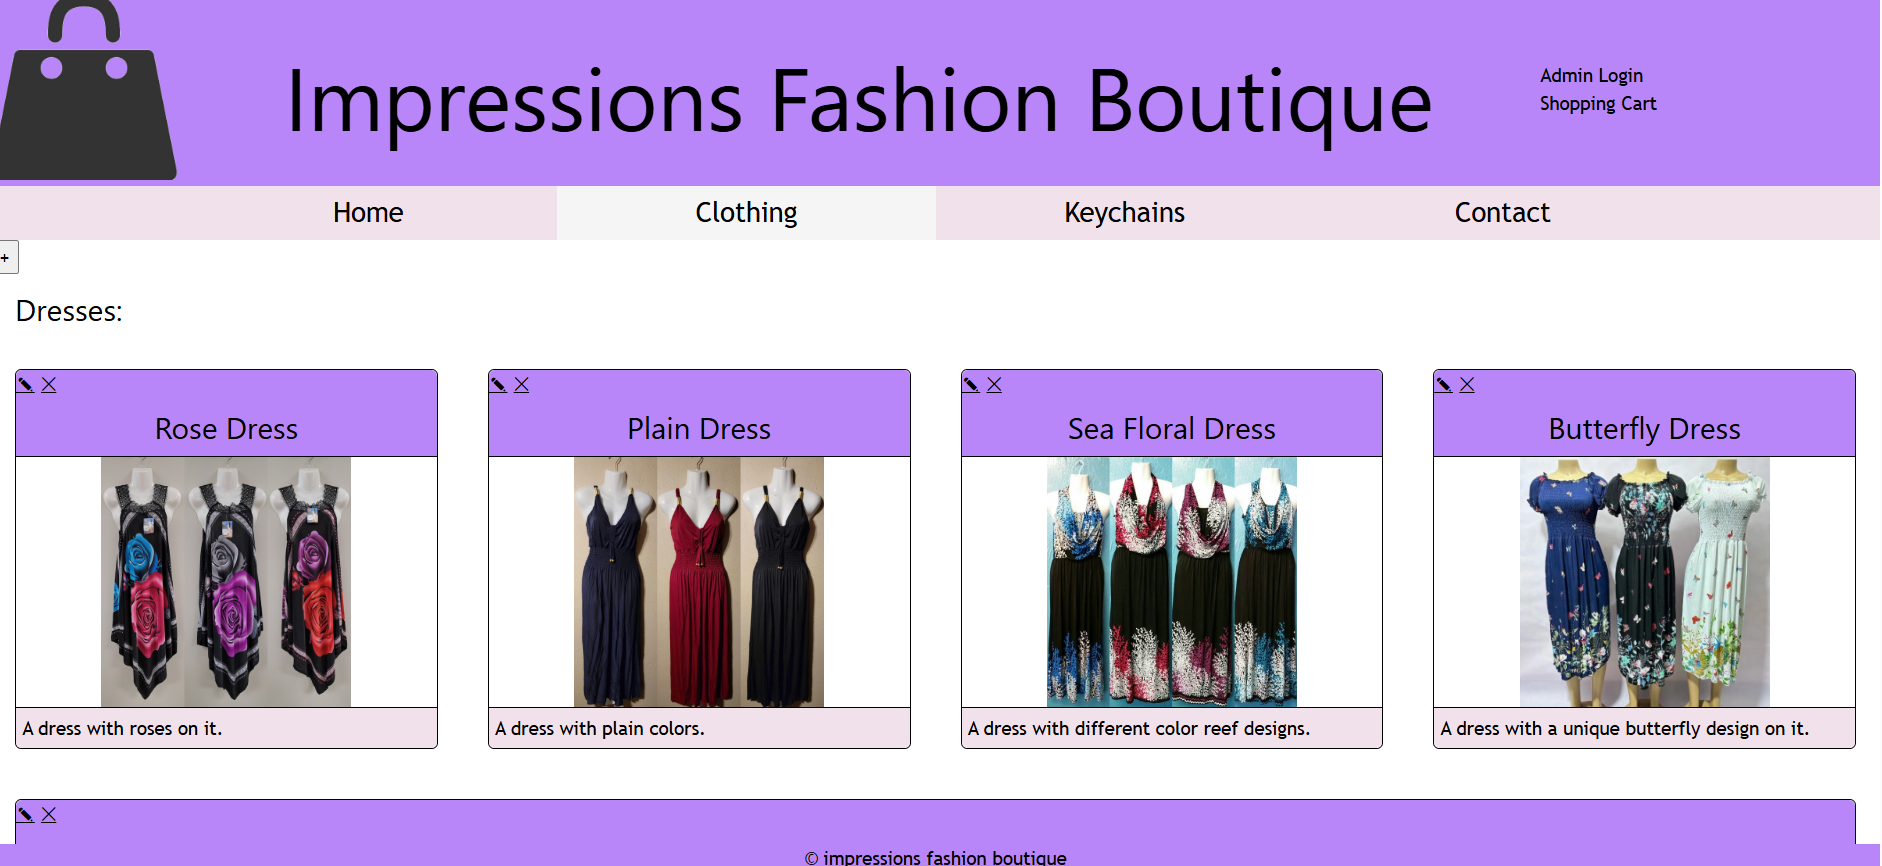 Impressions Fashion Boutique
Admin Login
Shopping Cart
Home Clothing Keychains Contact
+
Dresses:
Rose Dress
Plain Dress
Sea Floral Dress
Butterfly Dress
A dress with roses on it.
A dress with plain colors.
A dress with different color reef designs.
A dress with a unique butterfly design on it.
© impressions fashion boutique